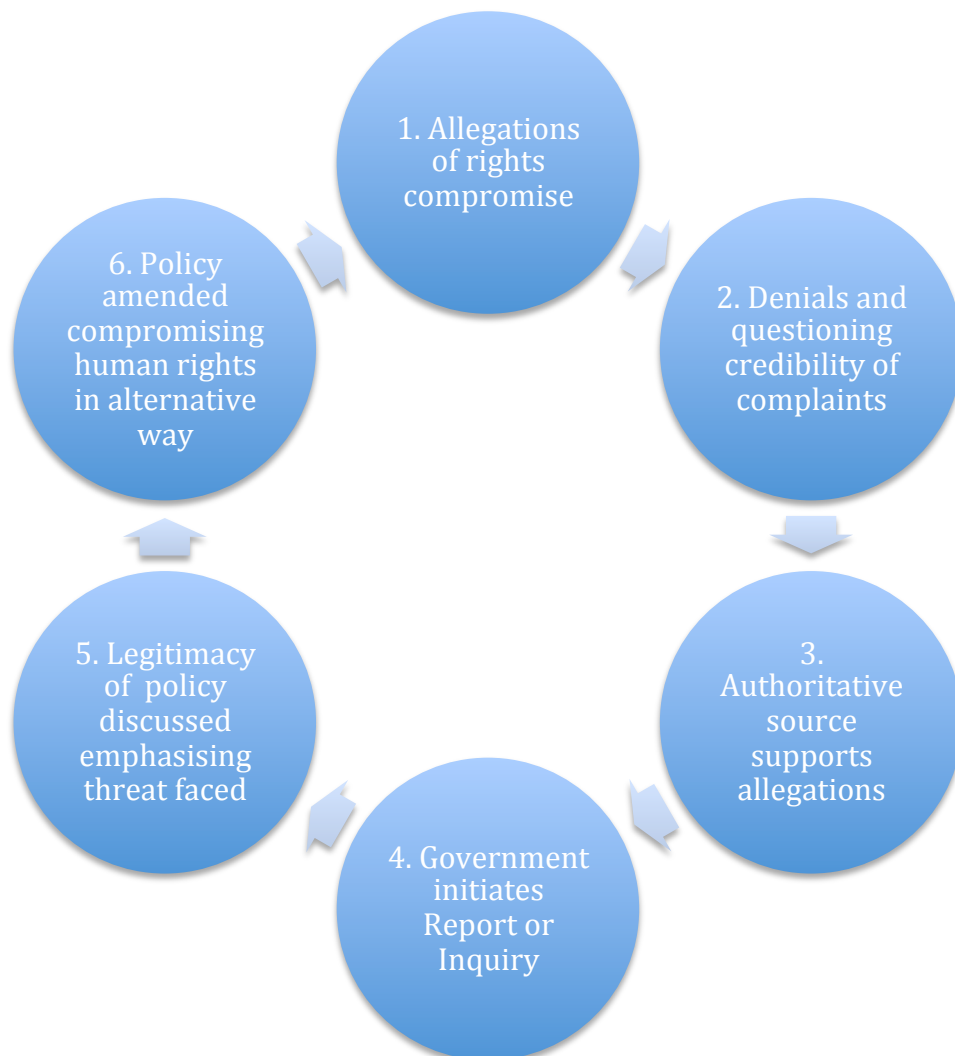 1. Allegations
of rights
compromise
2. Denials and
questioning
credibility of
complaints
3.
Authoritative
source
supports
allegations
4. Government
initiates
Report or
Inquiry
5. Legitimacy
of  policy
discussed
emphasising
threat faced
6. Policy
amended
compromising
human rights
in alternative
way